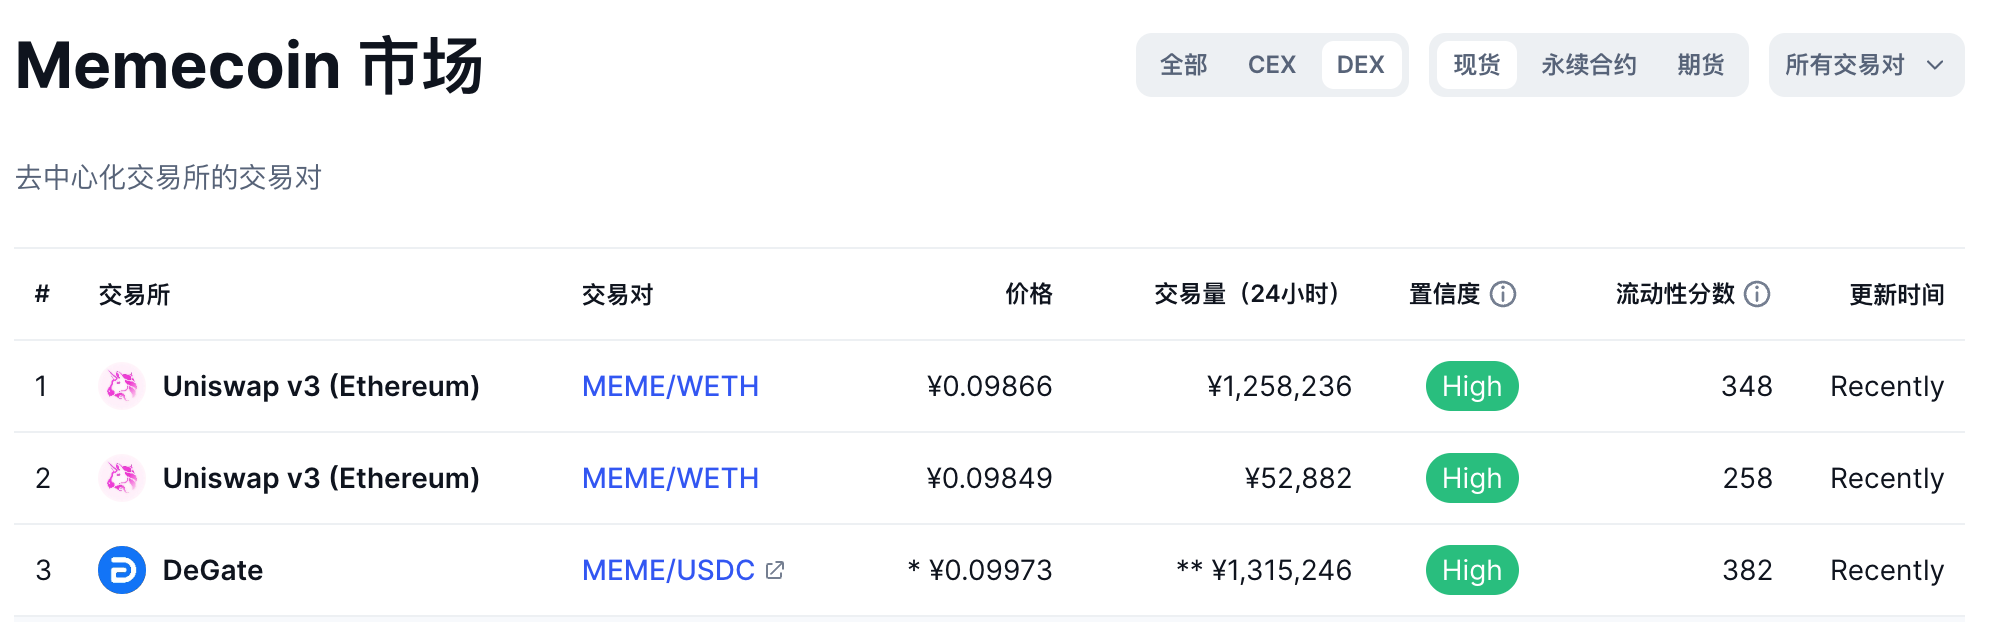 Memecoin 市场
全部 CEX DEX 现货 永续合约 期货 所有交易对
去中心化交易所的交易对
# 交易所 交易对 价格 交易量（24小时） 置信度 流动性分数 更新时间
1 Uniswap v3 (Ethereum) MEME/WETH ¥0.09866 ¥1,258,236 High 348 Recently
2 Uniswap v3 (Ethereum) MEME/WETH ¥0.09849 ¥52,882 High 258 Recently
3 DeGate MEME/USDC * ¥0.09973 ** ¥1,315,246 High 382 Recently